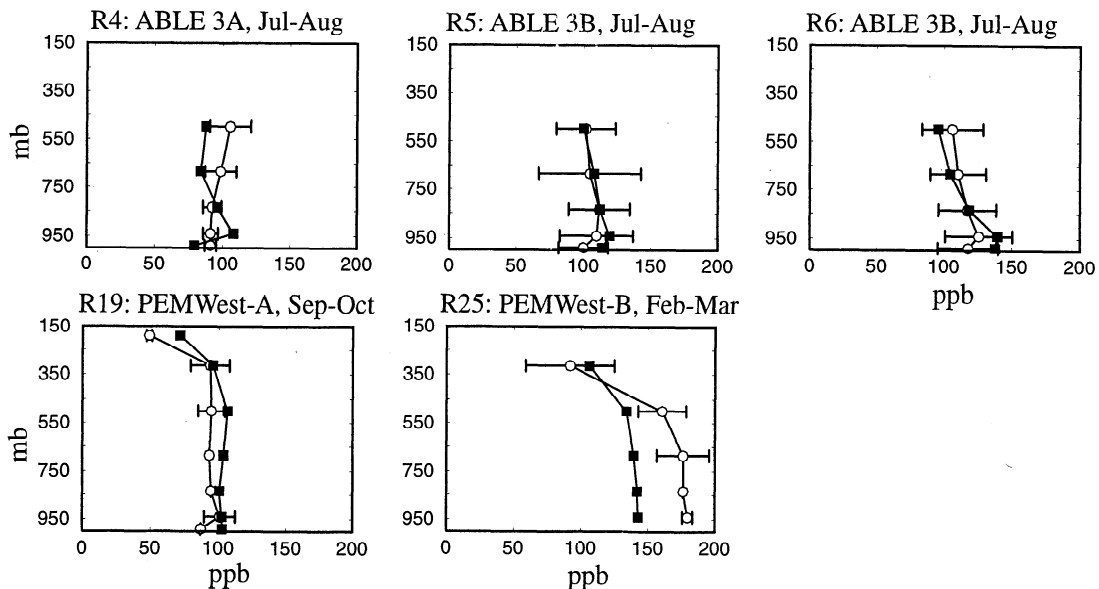 R4: ABLE 3A, Jul-Aug
R5: ABLE 3B, Jul-Aug
R6: ABLE 3B, Jul-Aug
150
350
550
750
950
mb
0 50 100 150 200
150
350
550
750
950
0 50 100 150 200
150
350
550
750
950
0 50 100 150 200
ppb
R19: PEMWest-A, Sep-Oct
R25: PEMWest-B, Feb-Mar
150
350
550
750
950
mb
0 50 100 150 200
ppb
150
350
550
750
950
0 50 100 150 200
ppb